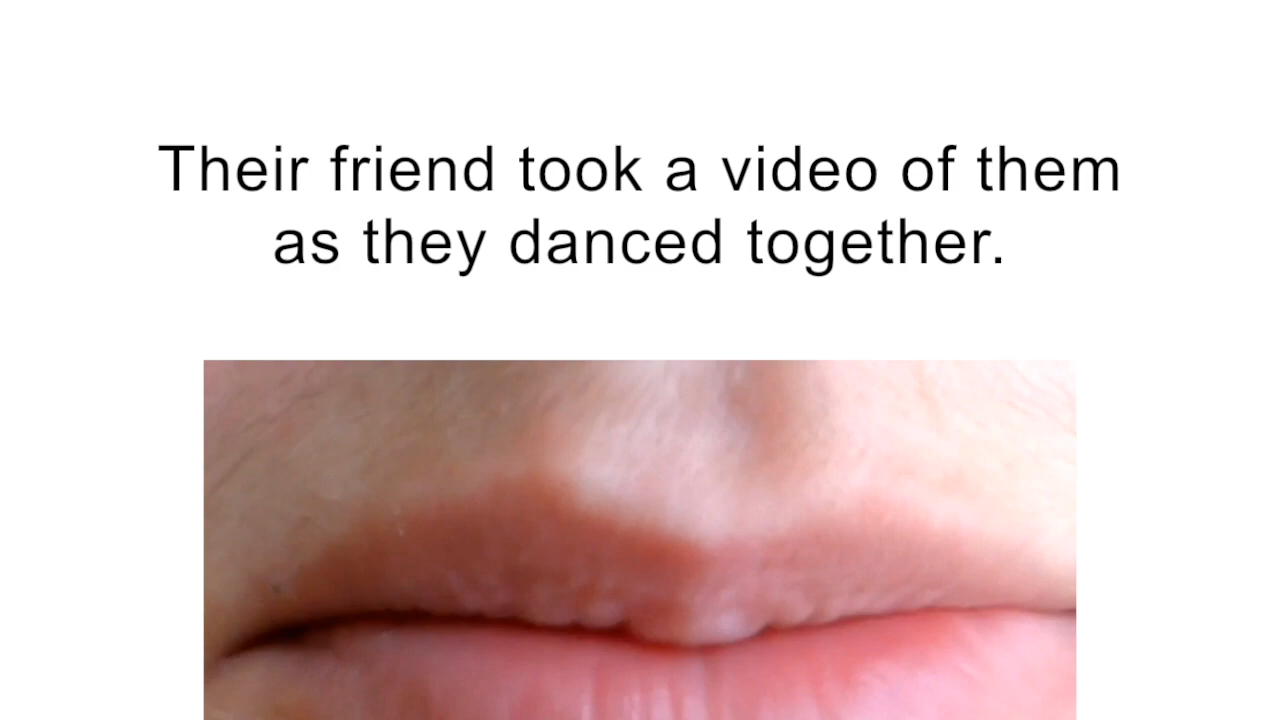 Their friend took a video of them
as they danced together.